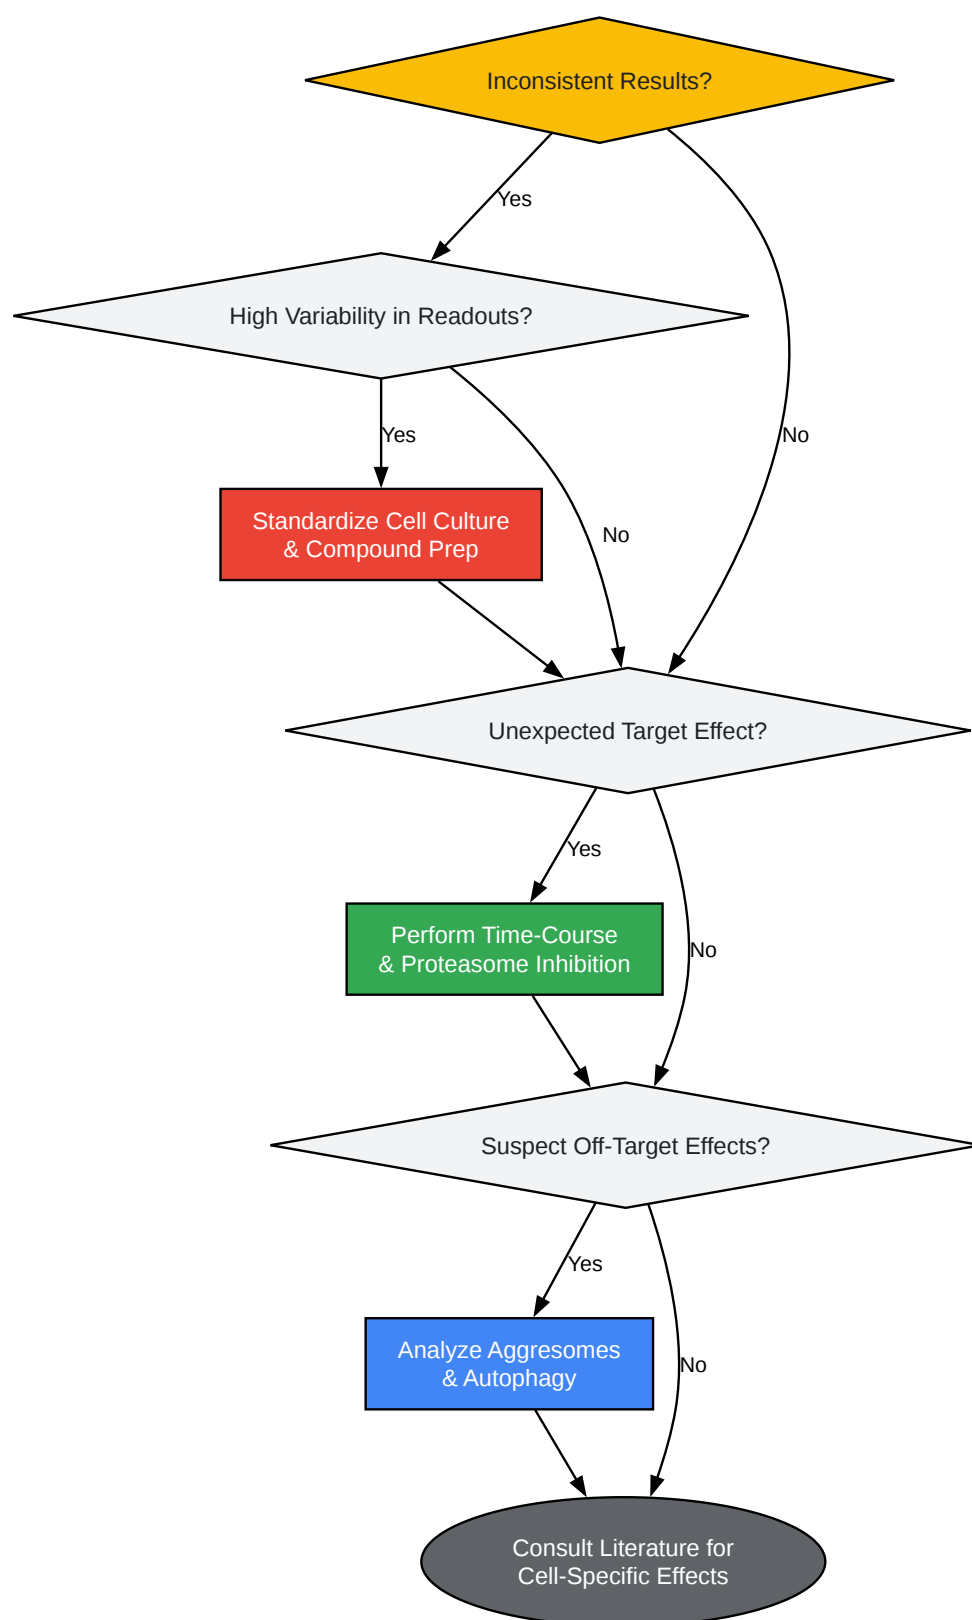 Inconsistent Results?
Yes
High Variability in Readouts?
Yes
No
Standardize Cell Culture
& Compound Prep
No
Unexpected Target Effect?
Yes
Perform Time-Course
& Proteasome Inhibition
No
Suspect Off-Target Effects?
Yes
Analyze Aggresomes
& Autophagy
No
Consult Literature for
Cell-Specific Effects